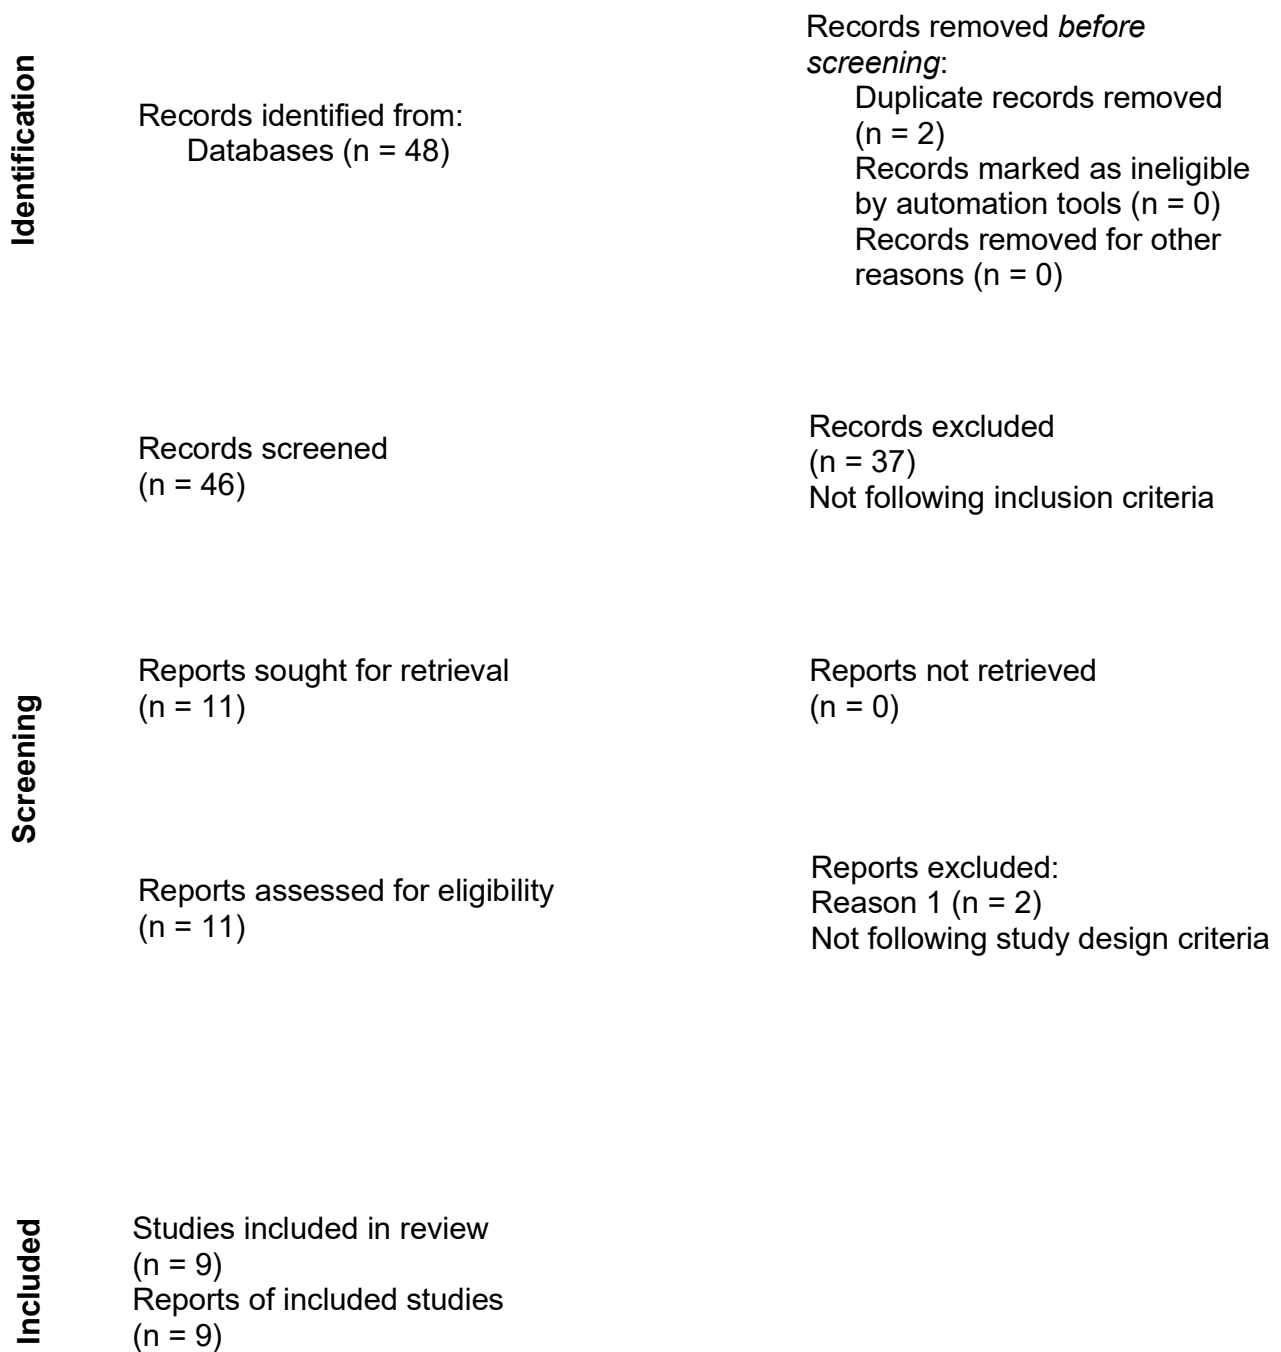 Identification
Records identified from:
Databases (n = 48)
Records removed before
screening:
Duplicate records removed
(n = 2)
Records marked as ineligible
by automation tools (n = 0)
Records removed for other
reasons (n = 0)
Screening
Records screened
(n = 46)
Records excluded
(n = 37)
Not following inclusion criteria
Reports sought for retrieval
(n = 11)
Reports not retrieved
(n = 0)
Reports assessed for eligibility
(n = 11)
Reports excluded:
Reason 1 (n = 2)
Not following study design criteria
Included
Studies included in review
(n = 9)
Reports of included studies
(n = 9)